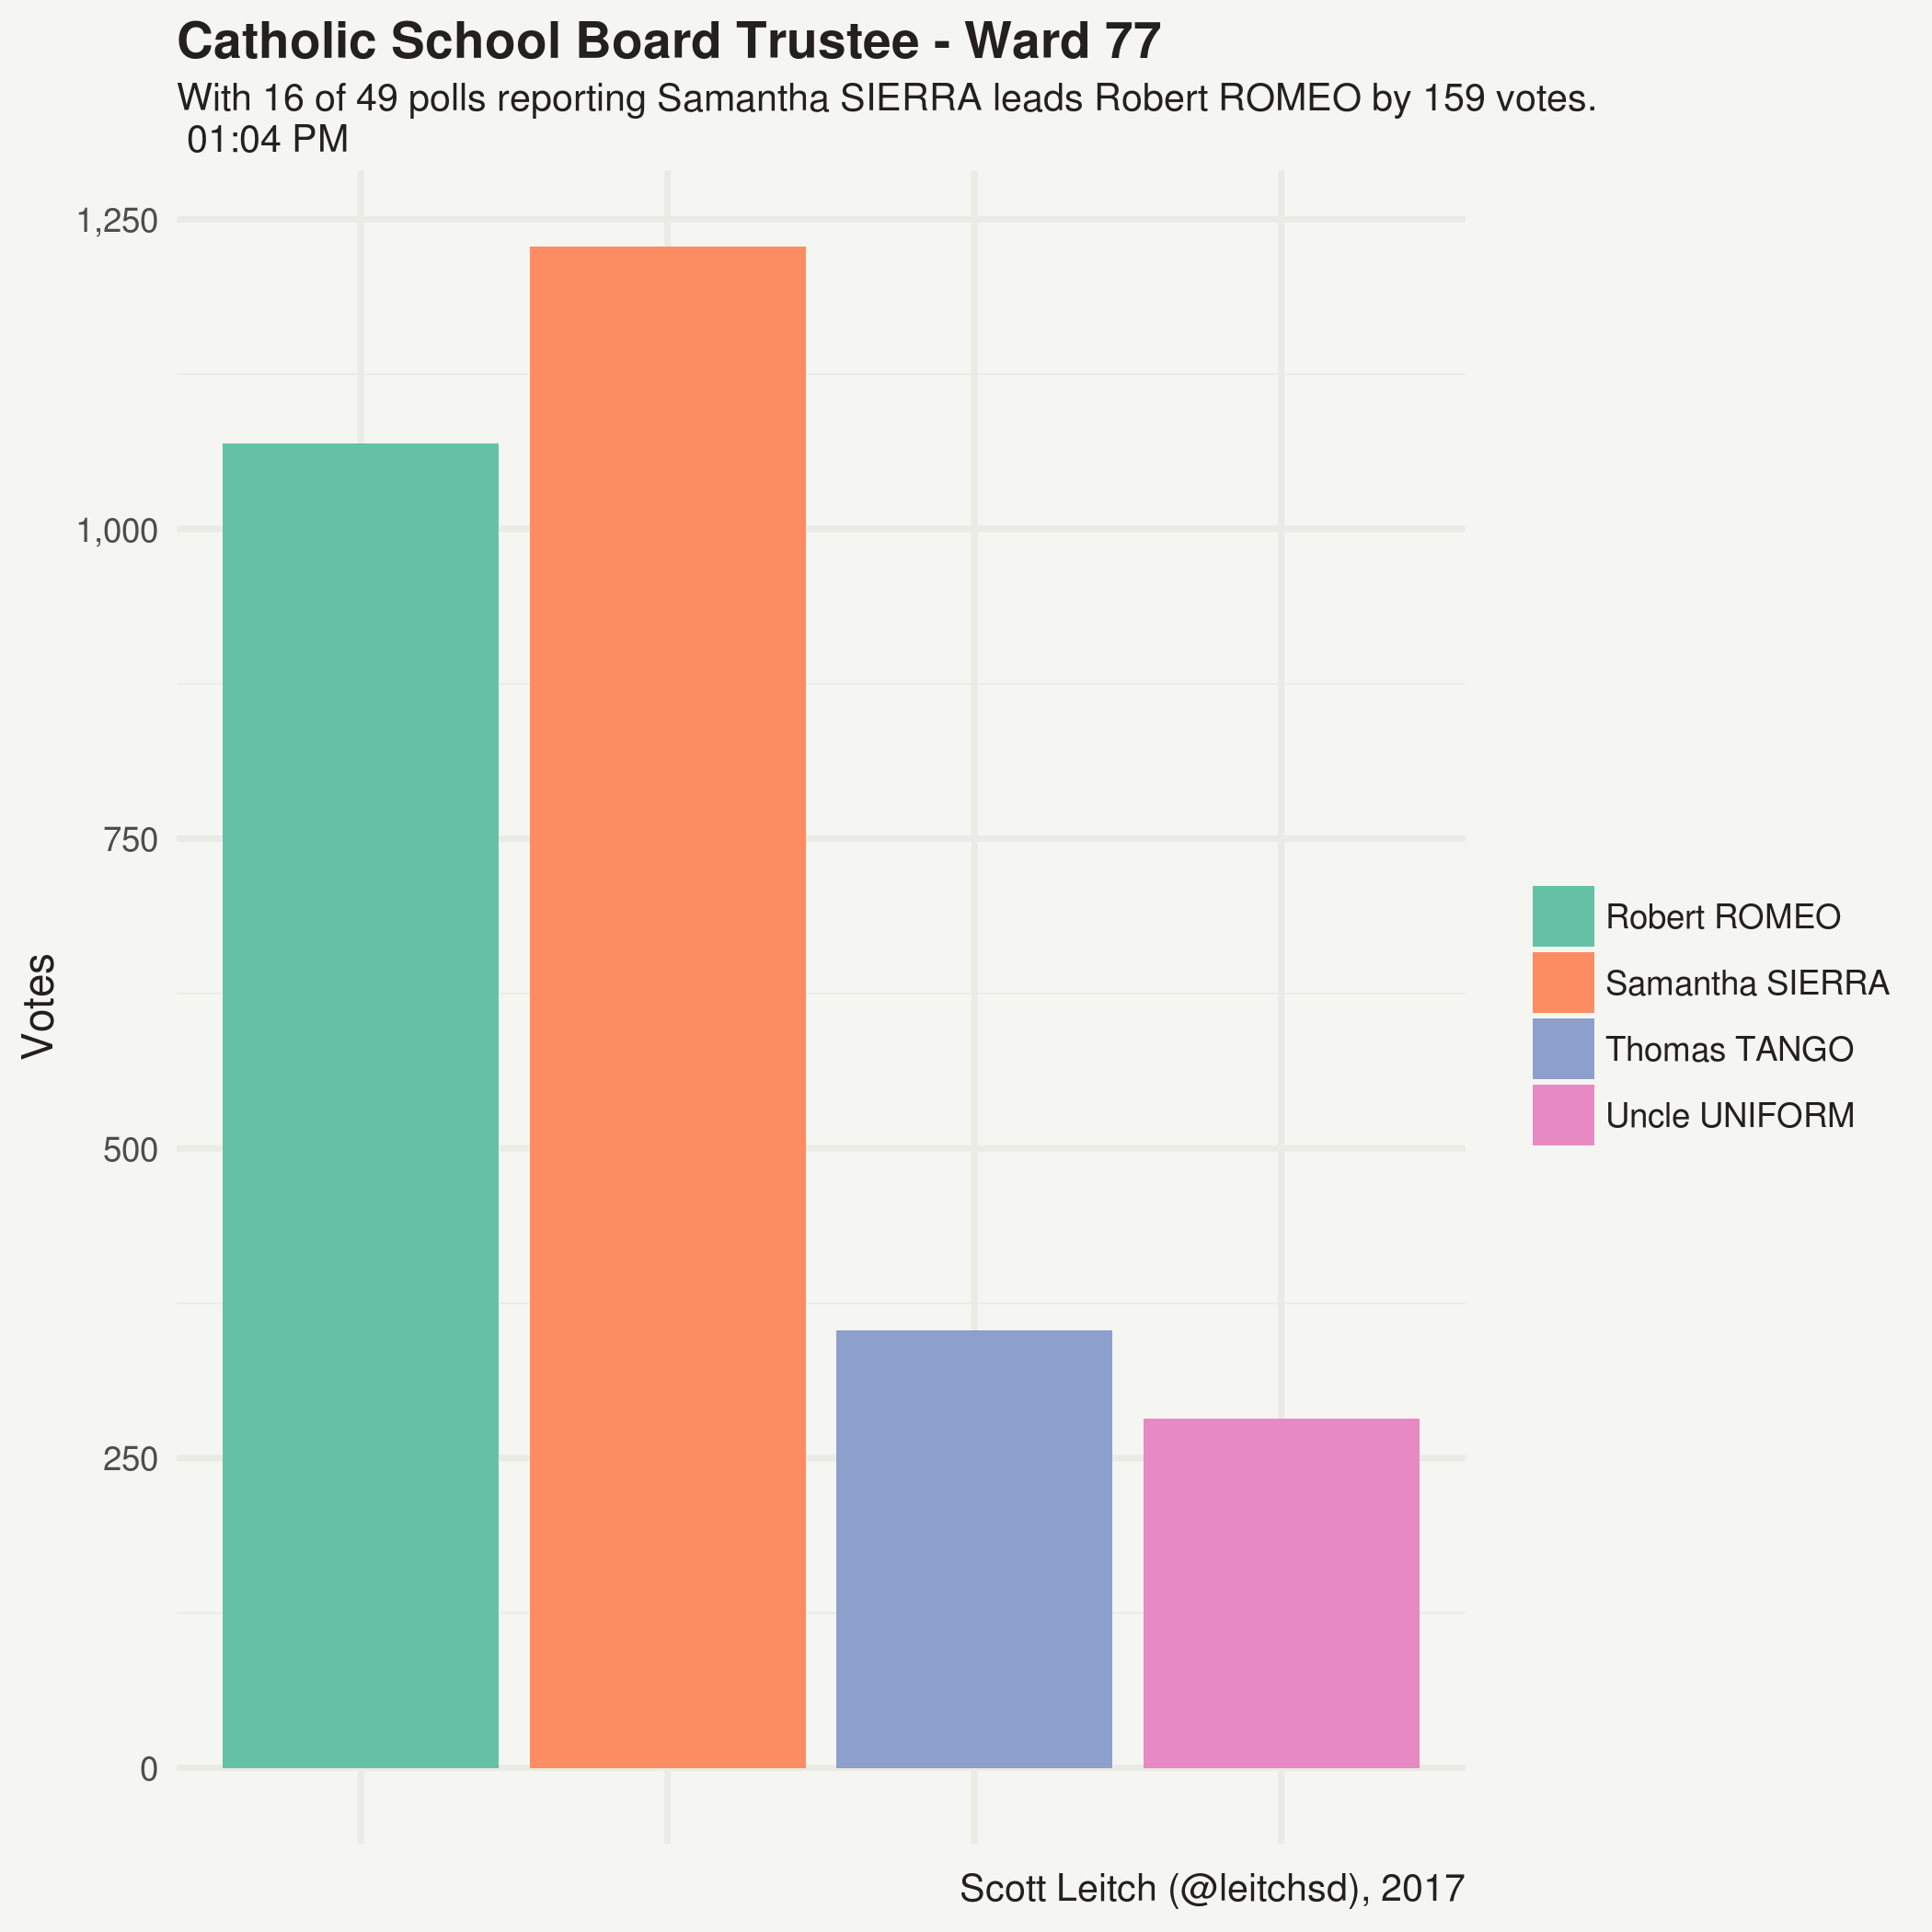 Catholic School Board Trustee - Ward 77
With 16 of 49 polls reporting Samantha SIERRA leads Robert ROMEO by 159 votes.
01:04 PM
1,250
1,000
750
500
250
0
Votes
Robert ROMEO
Samantha SIERRA
Thomas TANGO
Uncle UNIFORM
Scott Leitch (@leitchsd), 2017